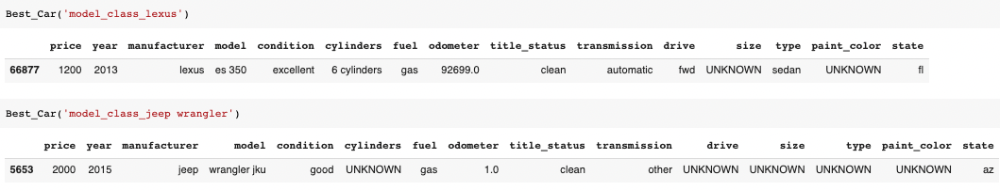 Best_Car('model_class_lexus')
price year manufacturer model condition cylinders fuel odometer title_status transmission drive size type paint_color state
66877 1200 2013 lexus es 350 excellent 6 cylinders gas 92699.0 clean automatic fwd UNKNOWN sedan UNKNOWN fl
Best_Car('model_class_jeep wrangler')
price year manufacturer model condition cylinders fuel odometer title_status transmission drive size type paint_color state
5653 2000 2015 jeep wrangler jku good UNKNOWN gas 1.0 clean other UNKNOWN UNKNOWN UNKNOWN UNKNOWN az